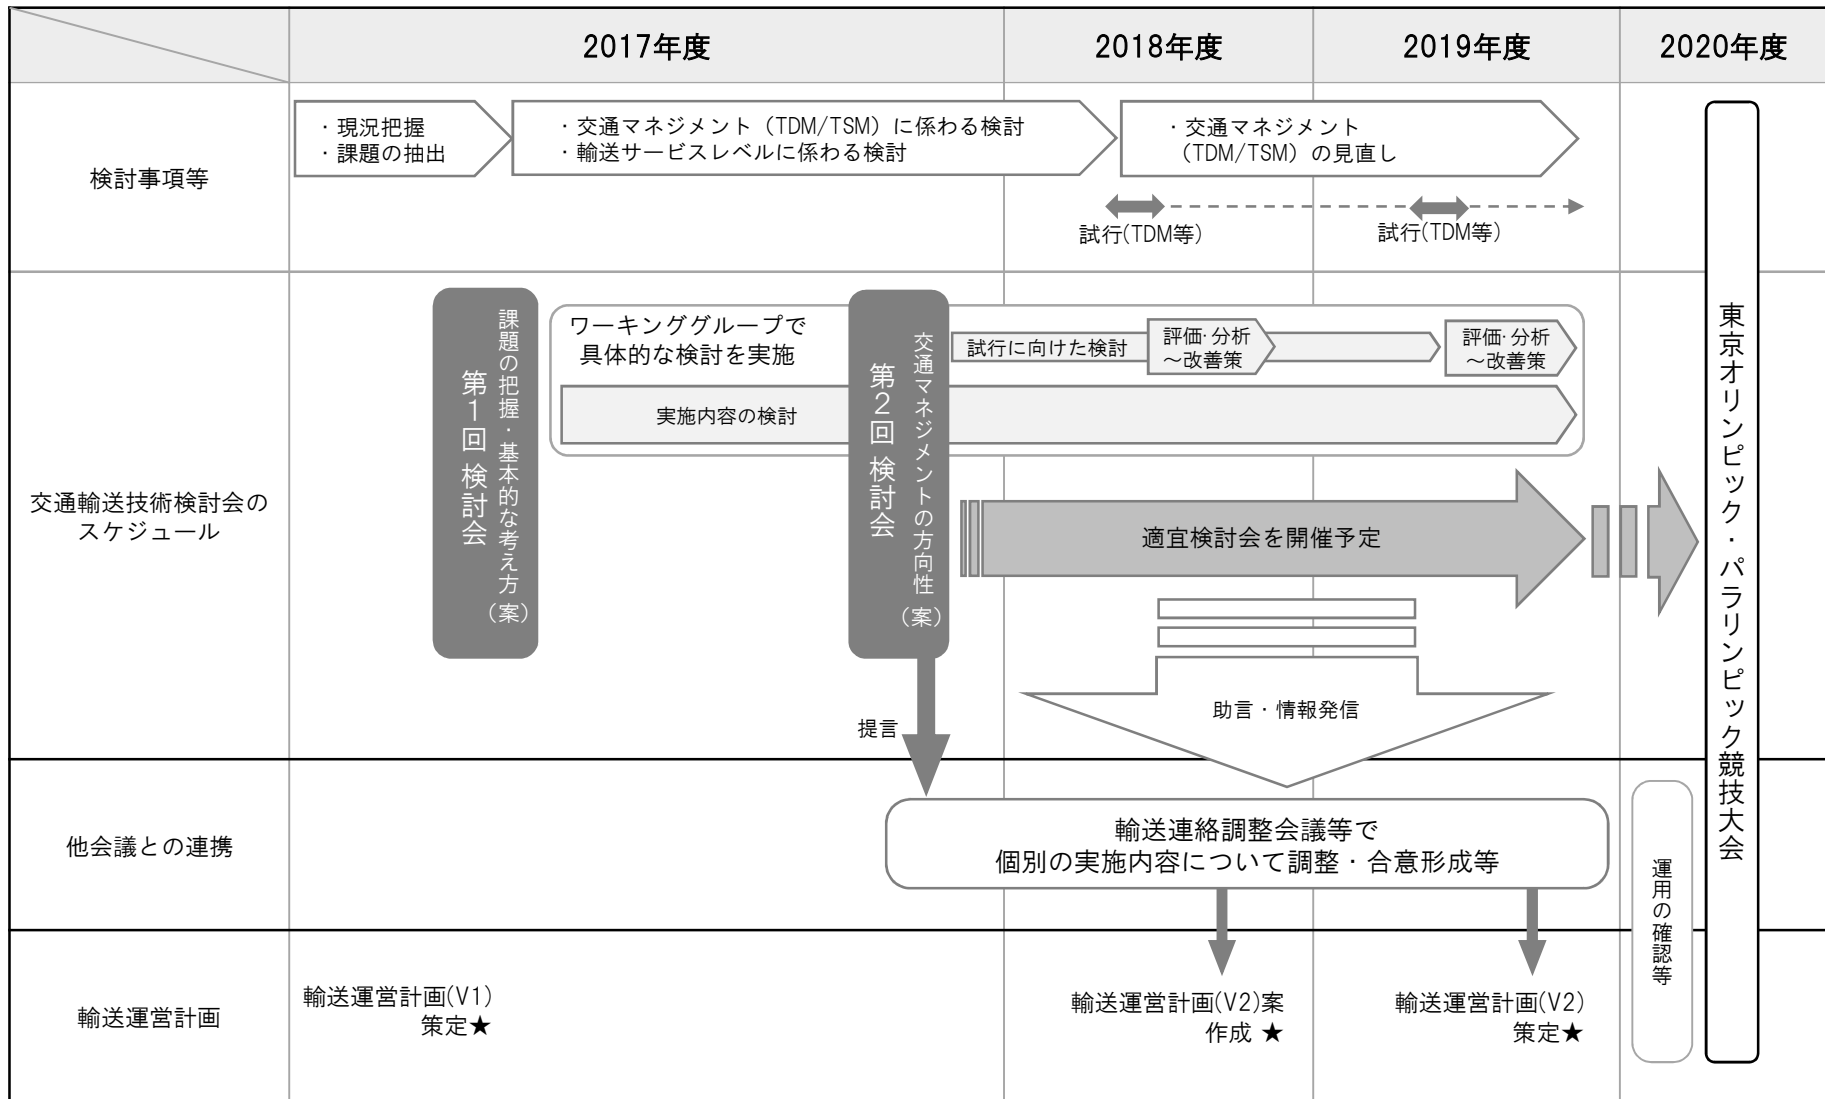 2017年度
2018年度
2019年度
2020年度
検討事項等
・現況把握
・課題の抽出
・交通マネジメント（TDM/TSM）に係わる検討
・輸送サービスレベルに係わる検討
・交通マネジメント
（TDM/TSM）の見直し
試行(TDM等)
試行(TDM等)
交通輸送技術検討会の
スケジュール
第１回 検討会
課題の把握・基本的な考え方（案）
ワーキンググループで
具体的な検討を実施
第２回 検討会
交通マネジメントの方向性（案）
試行に向けた検討
評価・分析
～改善策
評価・分析
～改善策
実施内容の検討
適宜検討会を開催予定
助言・情報発信
提言
東京オリンピック・パラリンピック競技大会
他会議との連携
輸送連絡調整会議等で
個別の実施内容について調整・合意形成等
運用の確認等
輸送運営計画
輸送運営計画(V1)
策定★
輸送運営計画(V2)案
作成 ★
輸送運営計画(V2)
策定★